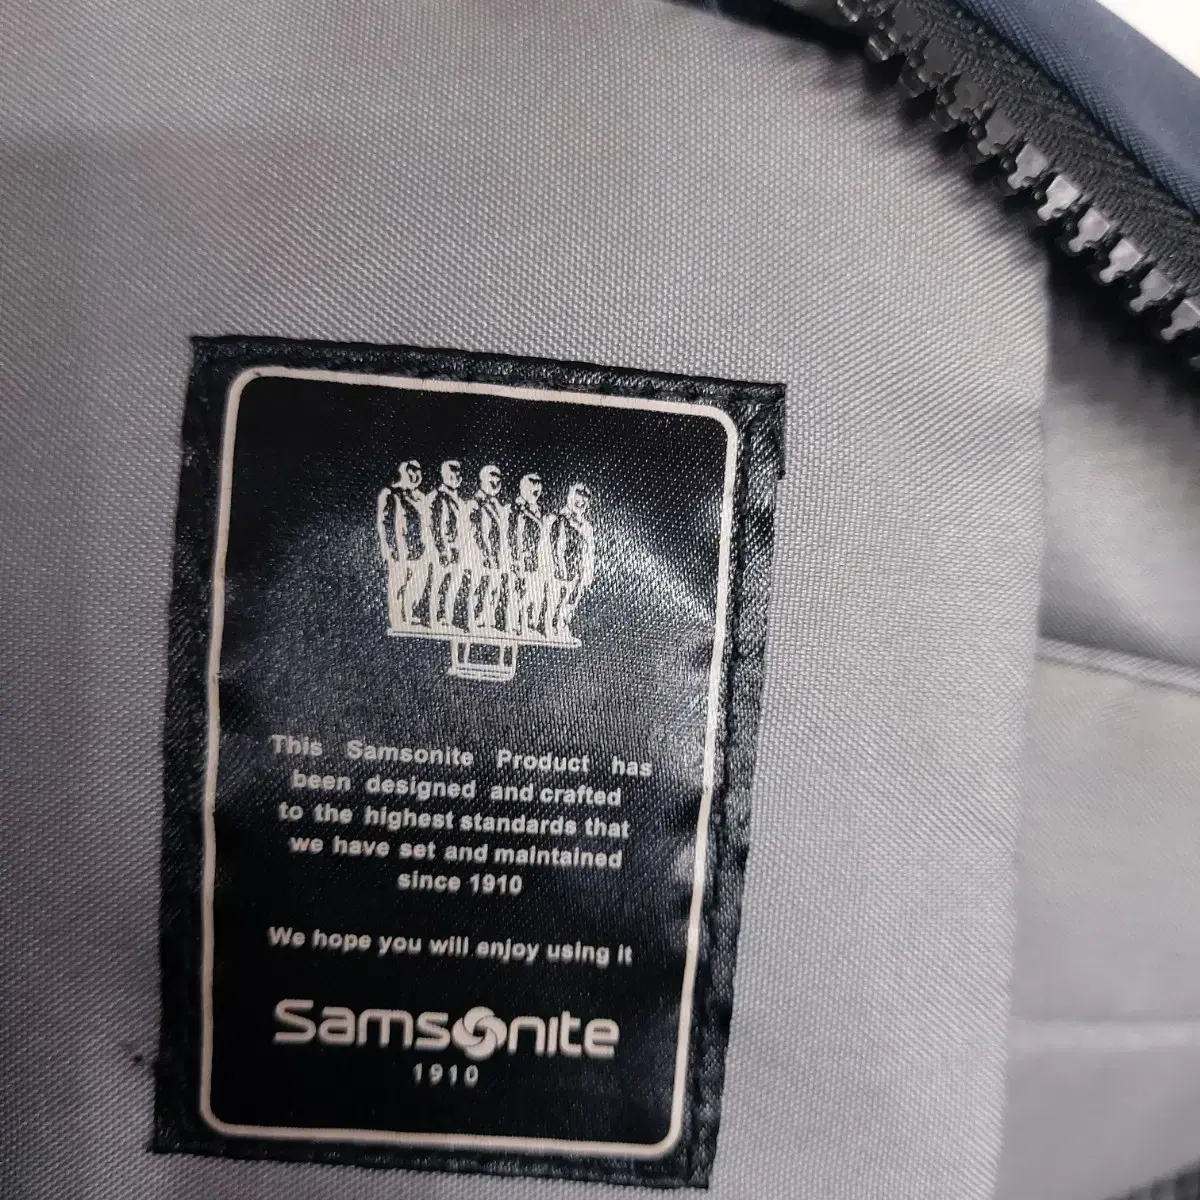 This Samsonite Product has
been designed and crafted
to the highest standards that
we have set and maintained
since 1910
We hope you will enjoy using it
Samsonite
1910